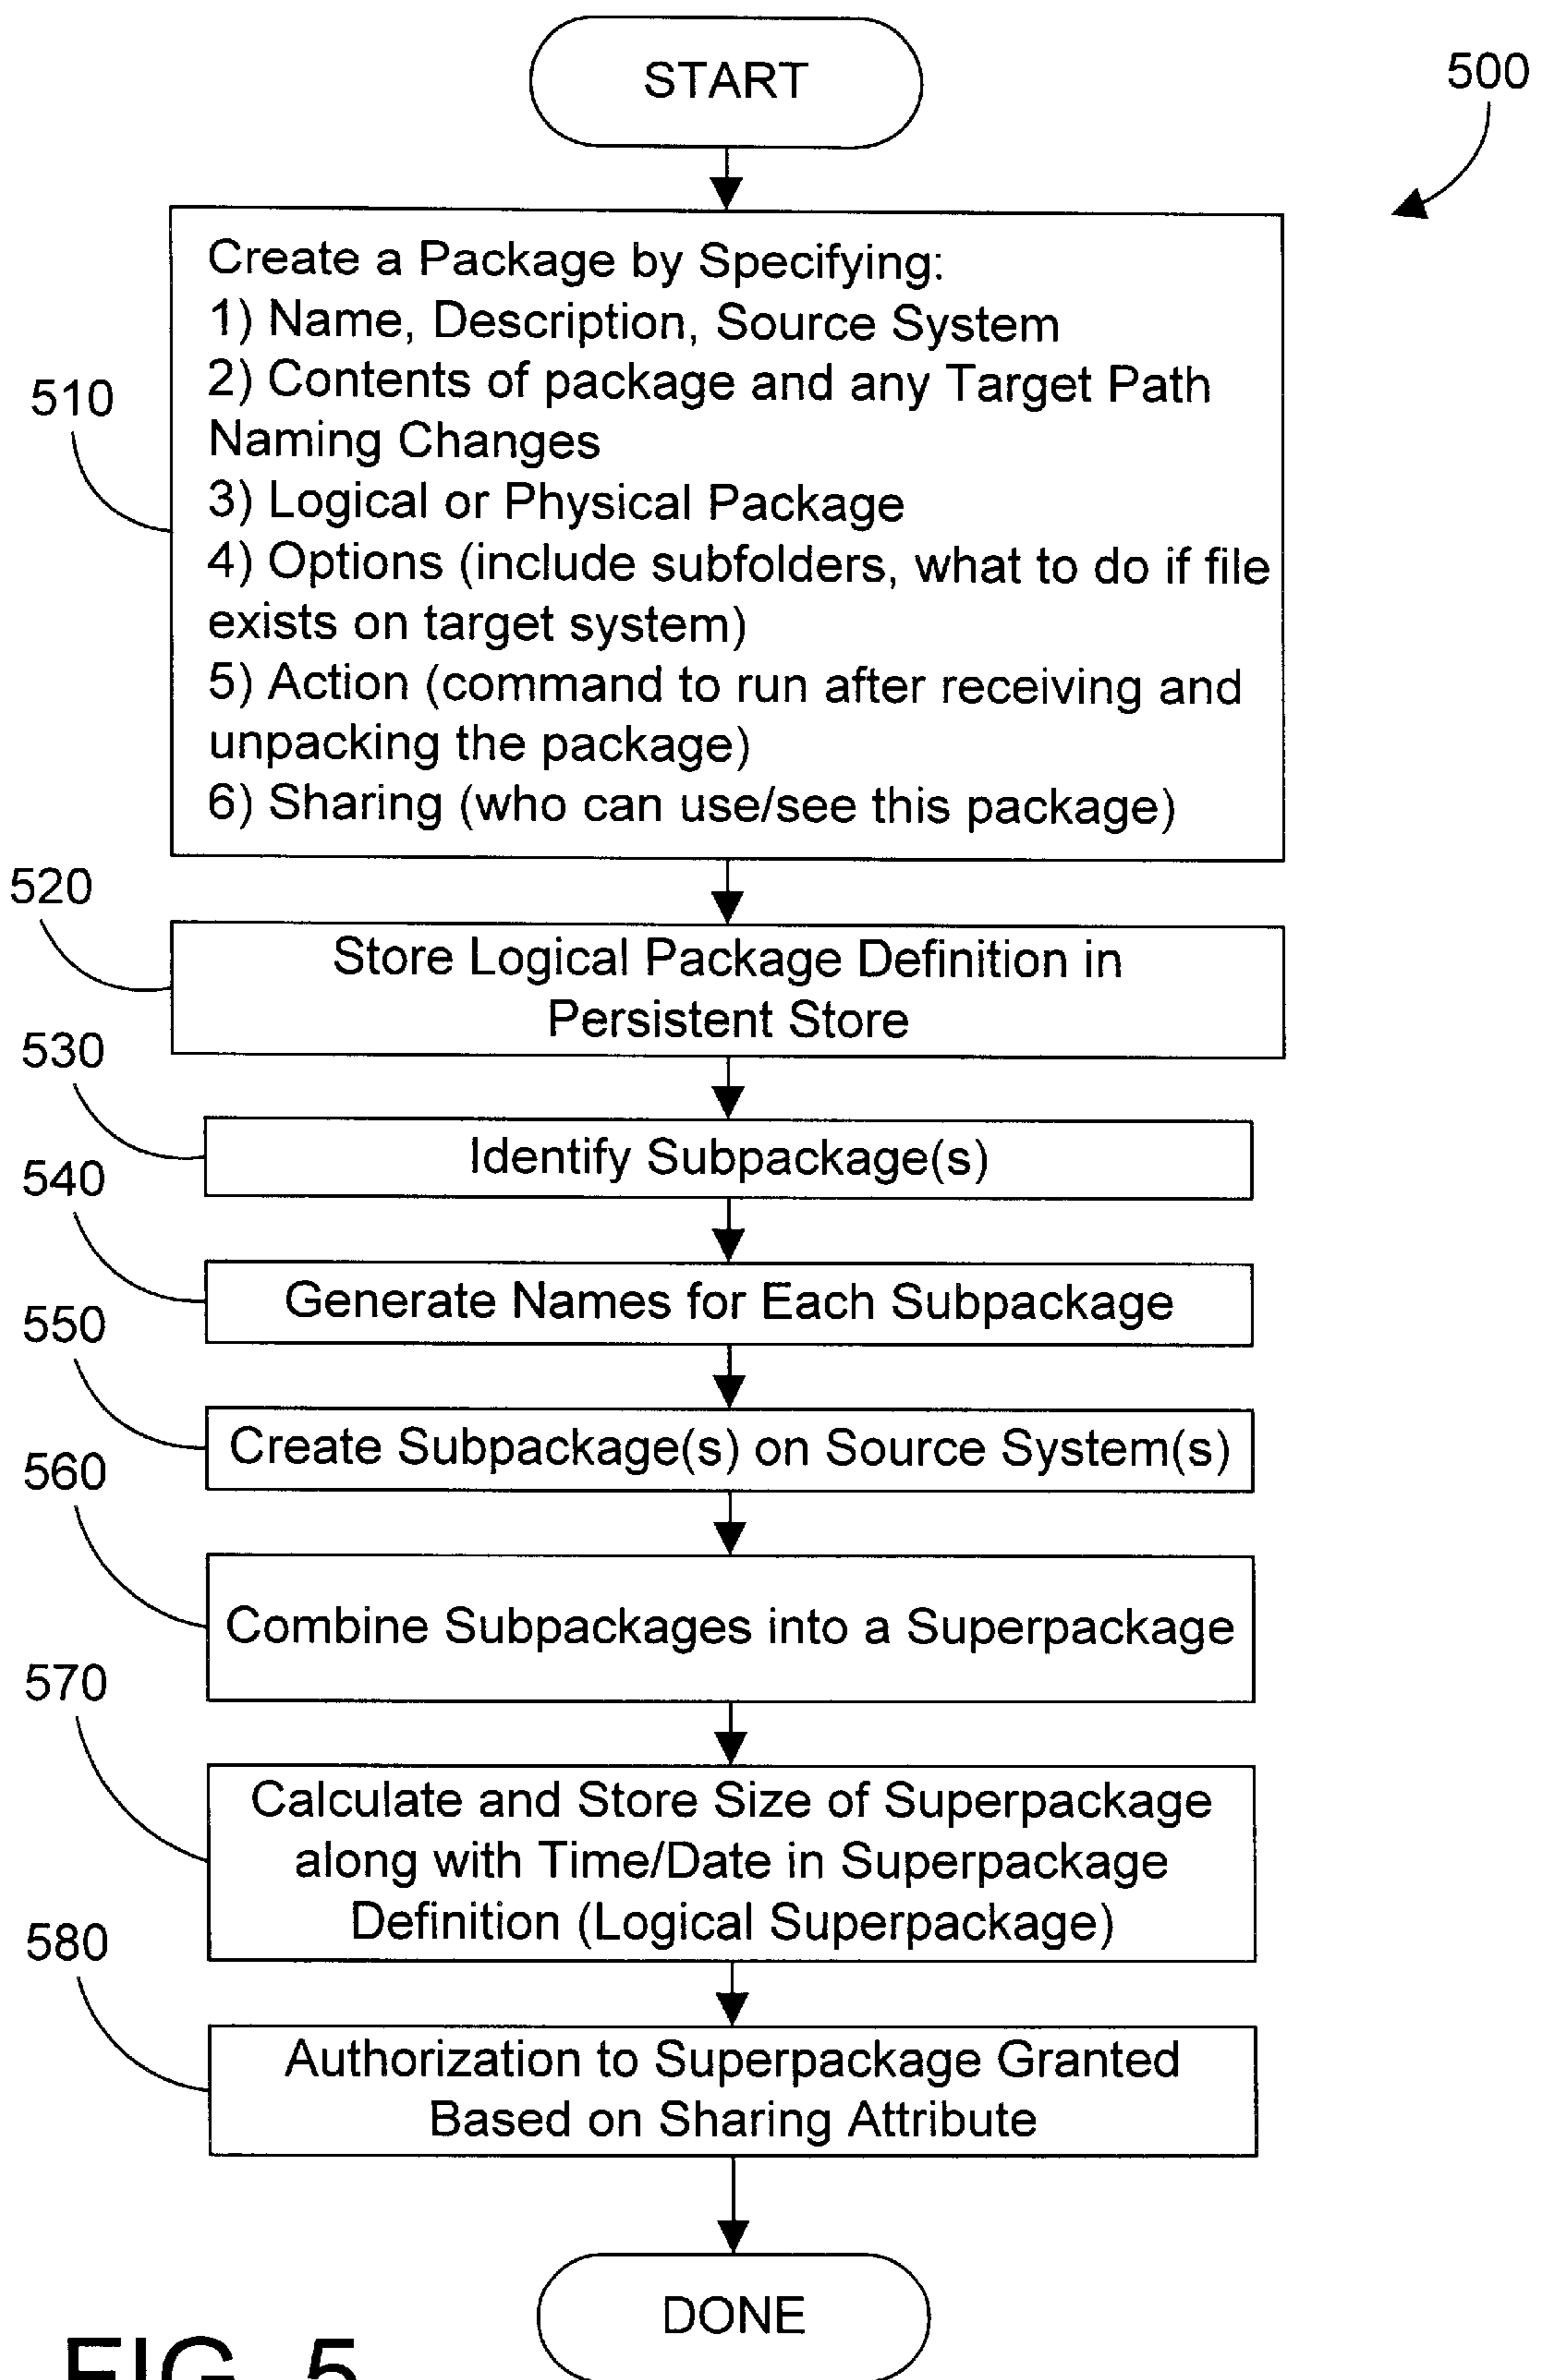 START
500
Create a Package by Specifying:
1) Name, Description, Source System
2) Contents of package and any Target Path
Naming Changes
3) Logical or Physical Package
4) Options (include subfolders, what to do if file
exists on target system)
5) Action (command to run after receiving and
unpacking the package)
6) Sharing (who can use/see this package)
510
520
Store Logical Package Definition in
Persistent Store
530
Identify Subpackage(s)
540
Generate Names for Each Subpackage
550
Create Subpackage(s) on Source System(s)
560
Combine Subpackages into a Superpackage
570
Calculate and Store Size of Superpackage
along with Time/Date in Superpackage
Definition (Logical Superpackage)
580
Authorization to Superpackage Granted
Based on Sharing Attribute
DONE
FIG. 5